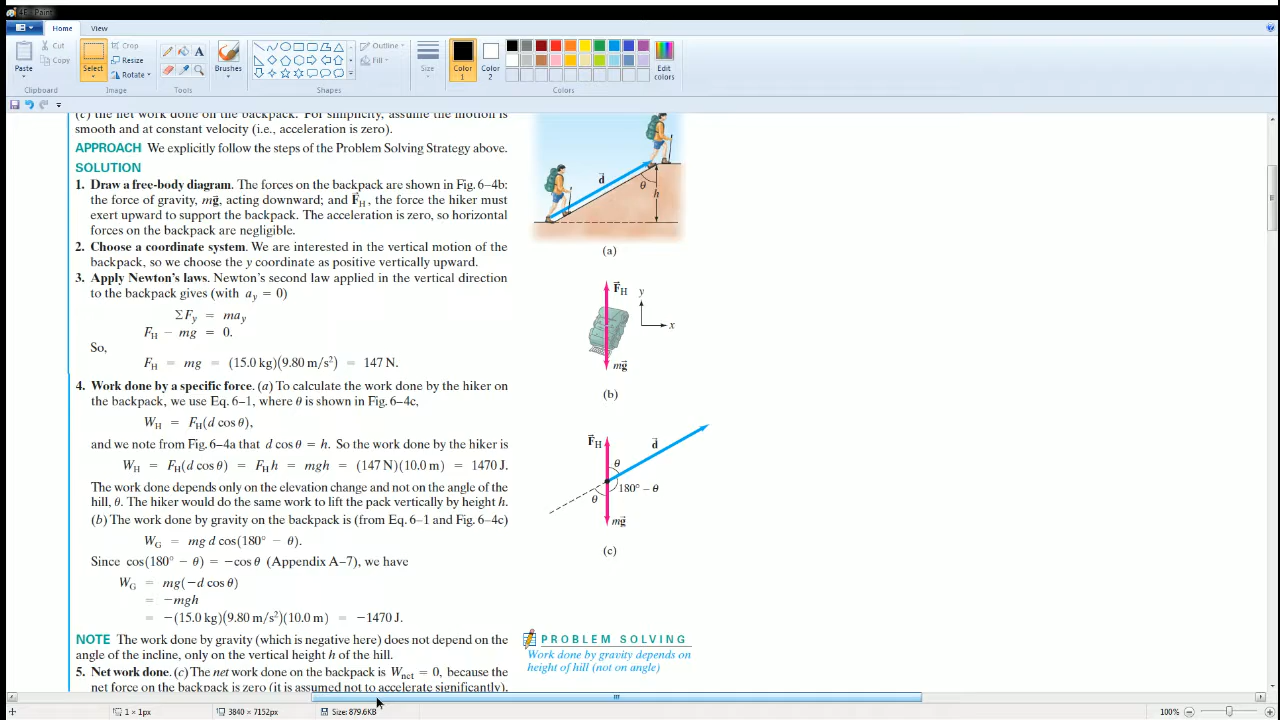 4E - Paint
Home
View
Paste
Cut
Copy
Clipboard
Select
Crop
Resize
Rotate
Image
A
Tools
Brushes
Outline
Fill
Shapes
Size
Color 1
Color 2
Edit colors
Colors
(c) the net work done on the backpack. For simplicity, assume the motion is
smooth and at constant velocity (i.e., acceleration is zero).
APPROACH We explicitly follow the steps of the Problem Solving Strategy above.
SOLUTION
1. Draw a free-body diagram. The forces on the backpack are shown in Fig. 6–4b:
the force of gravity, mg⃗, acting downward; and F⃗H, the force the hiker must
exert upward to support the backpack. The acceleration is zero, so horizontal
forces on the backpack are negligible.
2. Choose a coordinate system. We are interested in the vertical motion of the
backpack, so we choose the y coordinate as positive vertically upward.
3. Apply Newton's laws. Newton's second law applied in the vertical direction
to the backpack gives (with ay = 0)
ΣFy = may
FH − mg = 0.
So,
FH = mg = (15.0 kg)(9.80 m/s²) = 147 N.
4. Work done by a specific force. (a) To calculate the work done by the hiker on
the backpack, we use Eq. 6–1, where θ is shown in Fig. 6–4c,
WH = FH(d cos θ),
and we note from Fig. 6–4a that d cos θ = h. So the work done by the hiker is
WH = FH(d cos θ) = FH h = mgh = (147 N)(10.0 m) = 1470 J.
The work done depends only on the elevation change and not on the angle of the
hill, θ. The hiker would do the same work to lift the pack vertically by height h.
(b) The work done by gravity on the backpack is (from Eq. 6–1 and Fig. 6–4c)
WG = mg d cos(180° − θ).
Since cos(180° − θ) = −cos θ (Appendix A–7), we have
WG = mg(−d cos θ)
= −mgh
= −(15.0 kg)(9.80 m/s²)(10.0 m) = −1470 J.
NOTE The work done by gravity (which is negative here) does not depend on the
angle of the incline, only on the vertical height h of the hill.
5. Net work done. (c) The net work done on the backpack is Wnet = 0, because the
net force on the backpack is zero (it is assumed not to accelerate significantly).
d⃗
θ
h
(a)
F⃗H
y
x
mg⃗
(b)
F⃗H
d⃗
θ
180° − θ
θ
mg⃗
(c)
PROBLEM SOLVING
Work done by gravity depends on
height of hill (not on angle)
1 × 1px
3840 × 7152px
Size: 879.6KB
100%